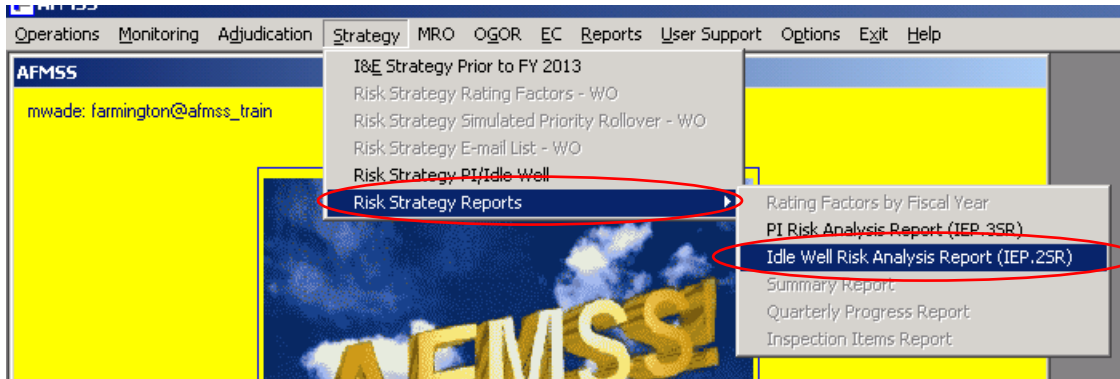 AFMSS
Operations Monitoring Adjudication Strategy MRO OGOR EC Reports User Support Options Exit Help
AFMSS
mwade: farmington@afmss_train
I&E Strategy Prior to FY 2013
Risk Strategy Rating Factors - WO
Risk Strategy Simulated Priority Rollover - WO
Risk Strategy E-mail List - WO
Risk Strategy PI/Idle Well
Risk Strategy Reports
Rating Factors by Fiscal Year
PI Risk Analysis Report (IEP.3SR)
Idle Well Risk Analysis Report (IEP.2SR)
Summary Report
Quarterly Progress Report
Inspection Items Report
AFMSS!